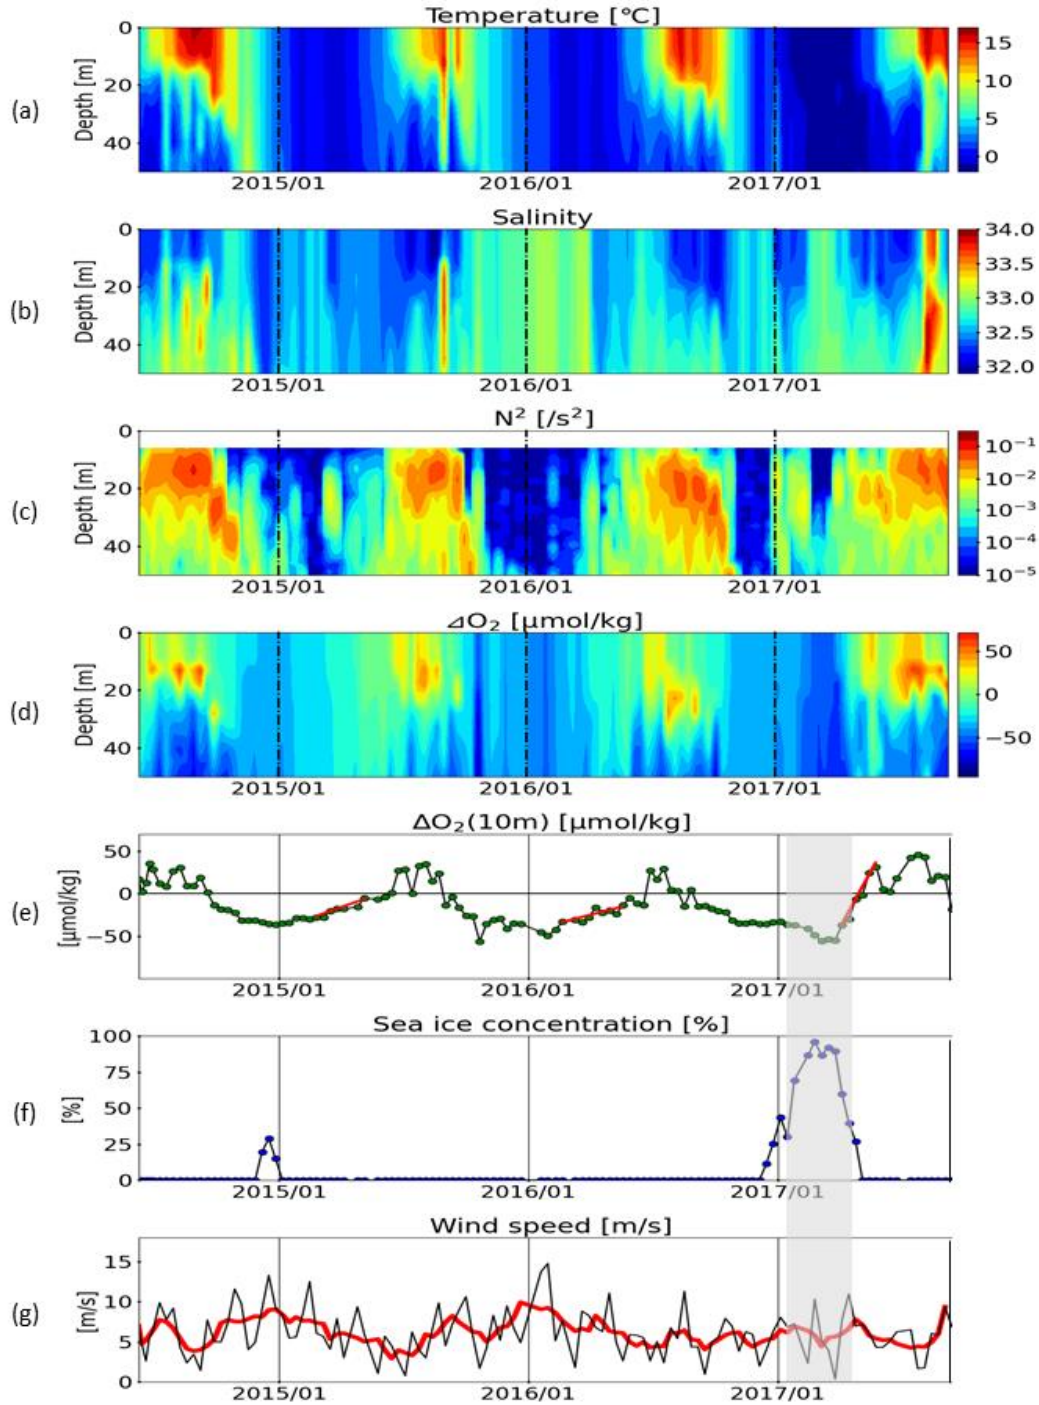 Temperature [°C]
(a)
Depth [m]
0
20
40
15
10
5
0
2015/01 2016/01 2017/01
Salinity
(b)
Depth [m]
0
20
40
34.0
33.5
33.0
32.5
32.0
2015/01 2016/01 2017/01
N² [/s²]
(c)
Depth [m]
0
20
40
10⁻¹
10⁻²
10⁻³
10⁻⁴
10⁻⁵
2015/01 2016/01 2017/01
⊿O₂ [μmol/kg]
(d)
Depth [m]
0
20
40
50
0
−50
2015/01 2016/01 2017/01
ΔO₂(10m) [μmol/kg]
(e)
[μmol/kg]
50
0
−50
2015/01 2016/01 2017/01
Sea ice concentration [%]
(f)
[%]
100
75
50
25
0
2015/01 2016/01 2017/01
Wind speed [m/s]
(g)
[m/s]
15
10
5
0
2015/01 2016/01 2017/01